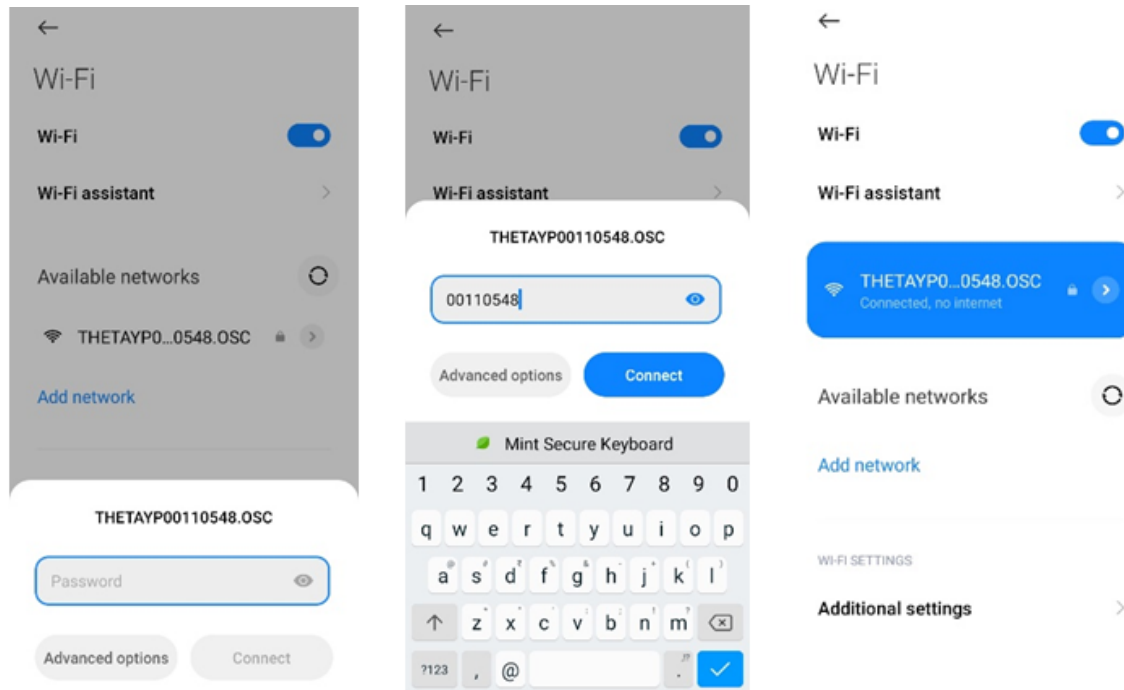 Wi-Fi
Wi-Fi
Wi-Fi assistant
Available networks
THETAYP0...0548.OSC
Add network
THETAYP00110548.OSC
Password
Advanced options
Connect
Wi-Fi
Wi-Fi
Wi-Fi assistant
THETAYP00110548.OSC
00110548
Advanced options
Connect
Mint Secure Keyboard
1 2 3 4 5 6 7 8 9 0
q w e r t y u i o p
a s d f g h j k l
z x c v b n m
?123 , @ .
Wi-Fi
Wi-Fi
Wi-Fi assistant
THETAYP0...0548.OSC
Connected, no internet
Available networks
Add network
WI-FI SETTINGS
Additional settings